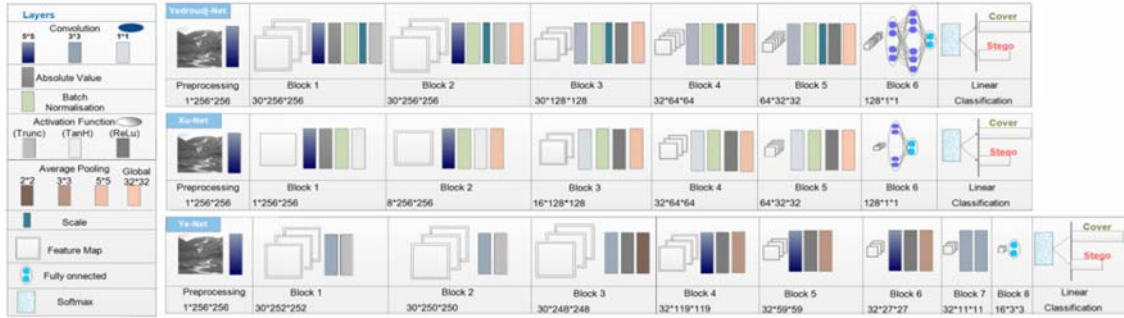 Layers
Convolution
5*5 3*3 1*1
Absolute Value
Batch
Normalisation
Activation Function
(Trunc) (TanH) (ReLu)
Average Pooling Global
2*2 3*3 5*5 32*32
Scale
Feature Map
Fully onnected
Softmax
Yedroudj-Net
Cover
Stego
Preprocessing Block 1 Block 2 Block 3 Block 4 Block 5 Block 6 Linear
1*256*256 30*256*256 30*256*256 30*128*128 32*64*64 64*32*32 128*1*1 Classification
Xu-Net
Cover
Stego
Preprocessing Block 1 Block 2 Block 3 Block 4 Block 5 Block 6 Linear
1*256*256 1*256*256 8*256*256 16*128*128 32*64*64 64*32*32 128*1*1 Classification
Ye-Net
Cover
Stego
Preprocessing Block 1 Block 2 Block 3 Block 4 Block 5 Block 6 Block 7 Block 8 Linear
1*256*256 30*252*252 30*250*250 30*248*248 32*119*119 32*59*59 32*27*27 32*11*11 16*3*3 Classification